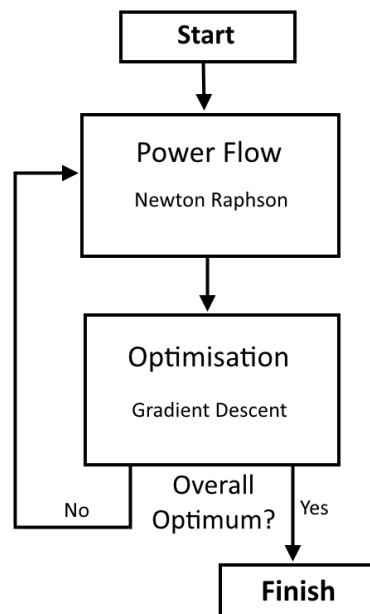 Start
Power Flow
Newton Raphson
Optimisation
Gradient Descent
Overall
Optimum?
No
Yes
Finish